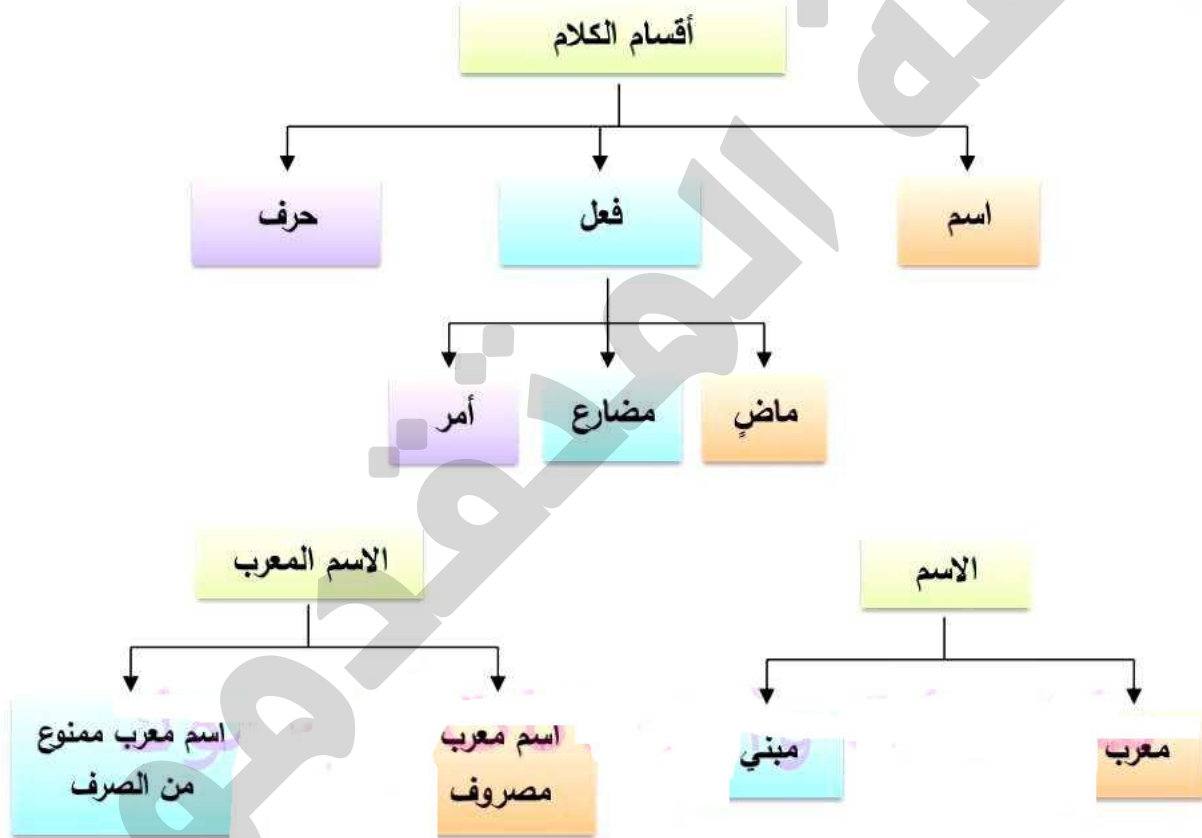 أقسام الكلام
اسم
فعل
حرف
ماضٍ
مضارع
أمر
الاسم
الاسم المعرب
معرب
مبني
اسم معرب
مصروف
اسم معرب ممنوع
من الصرف